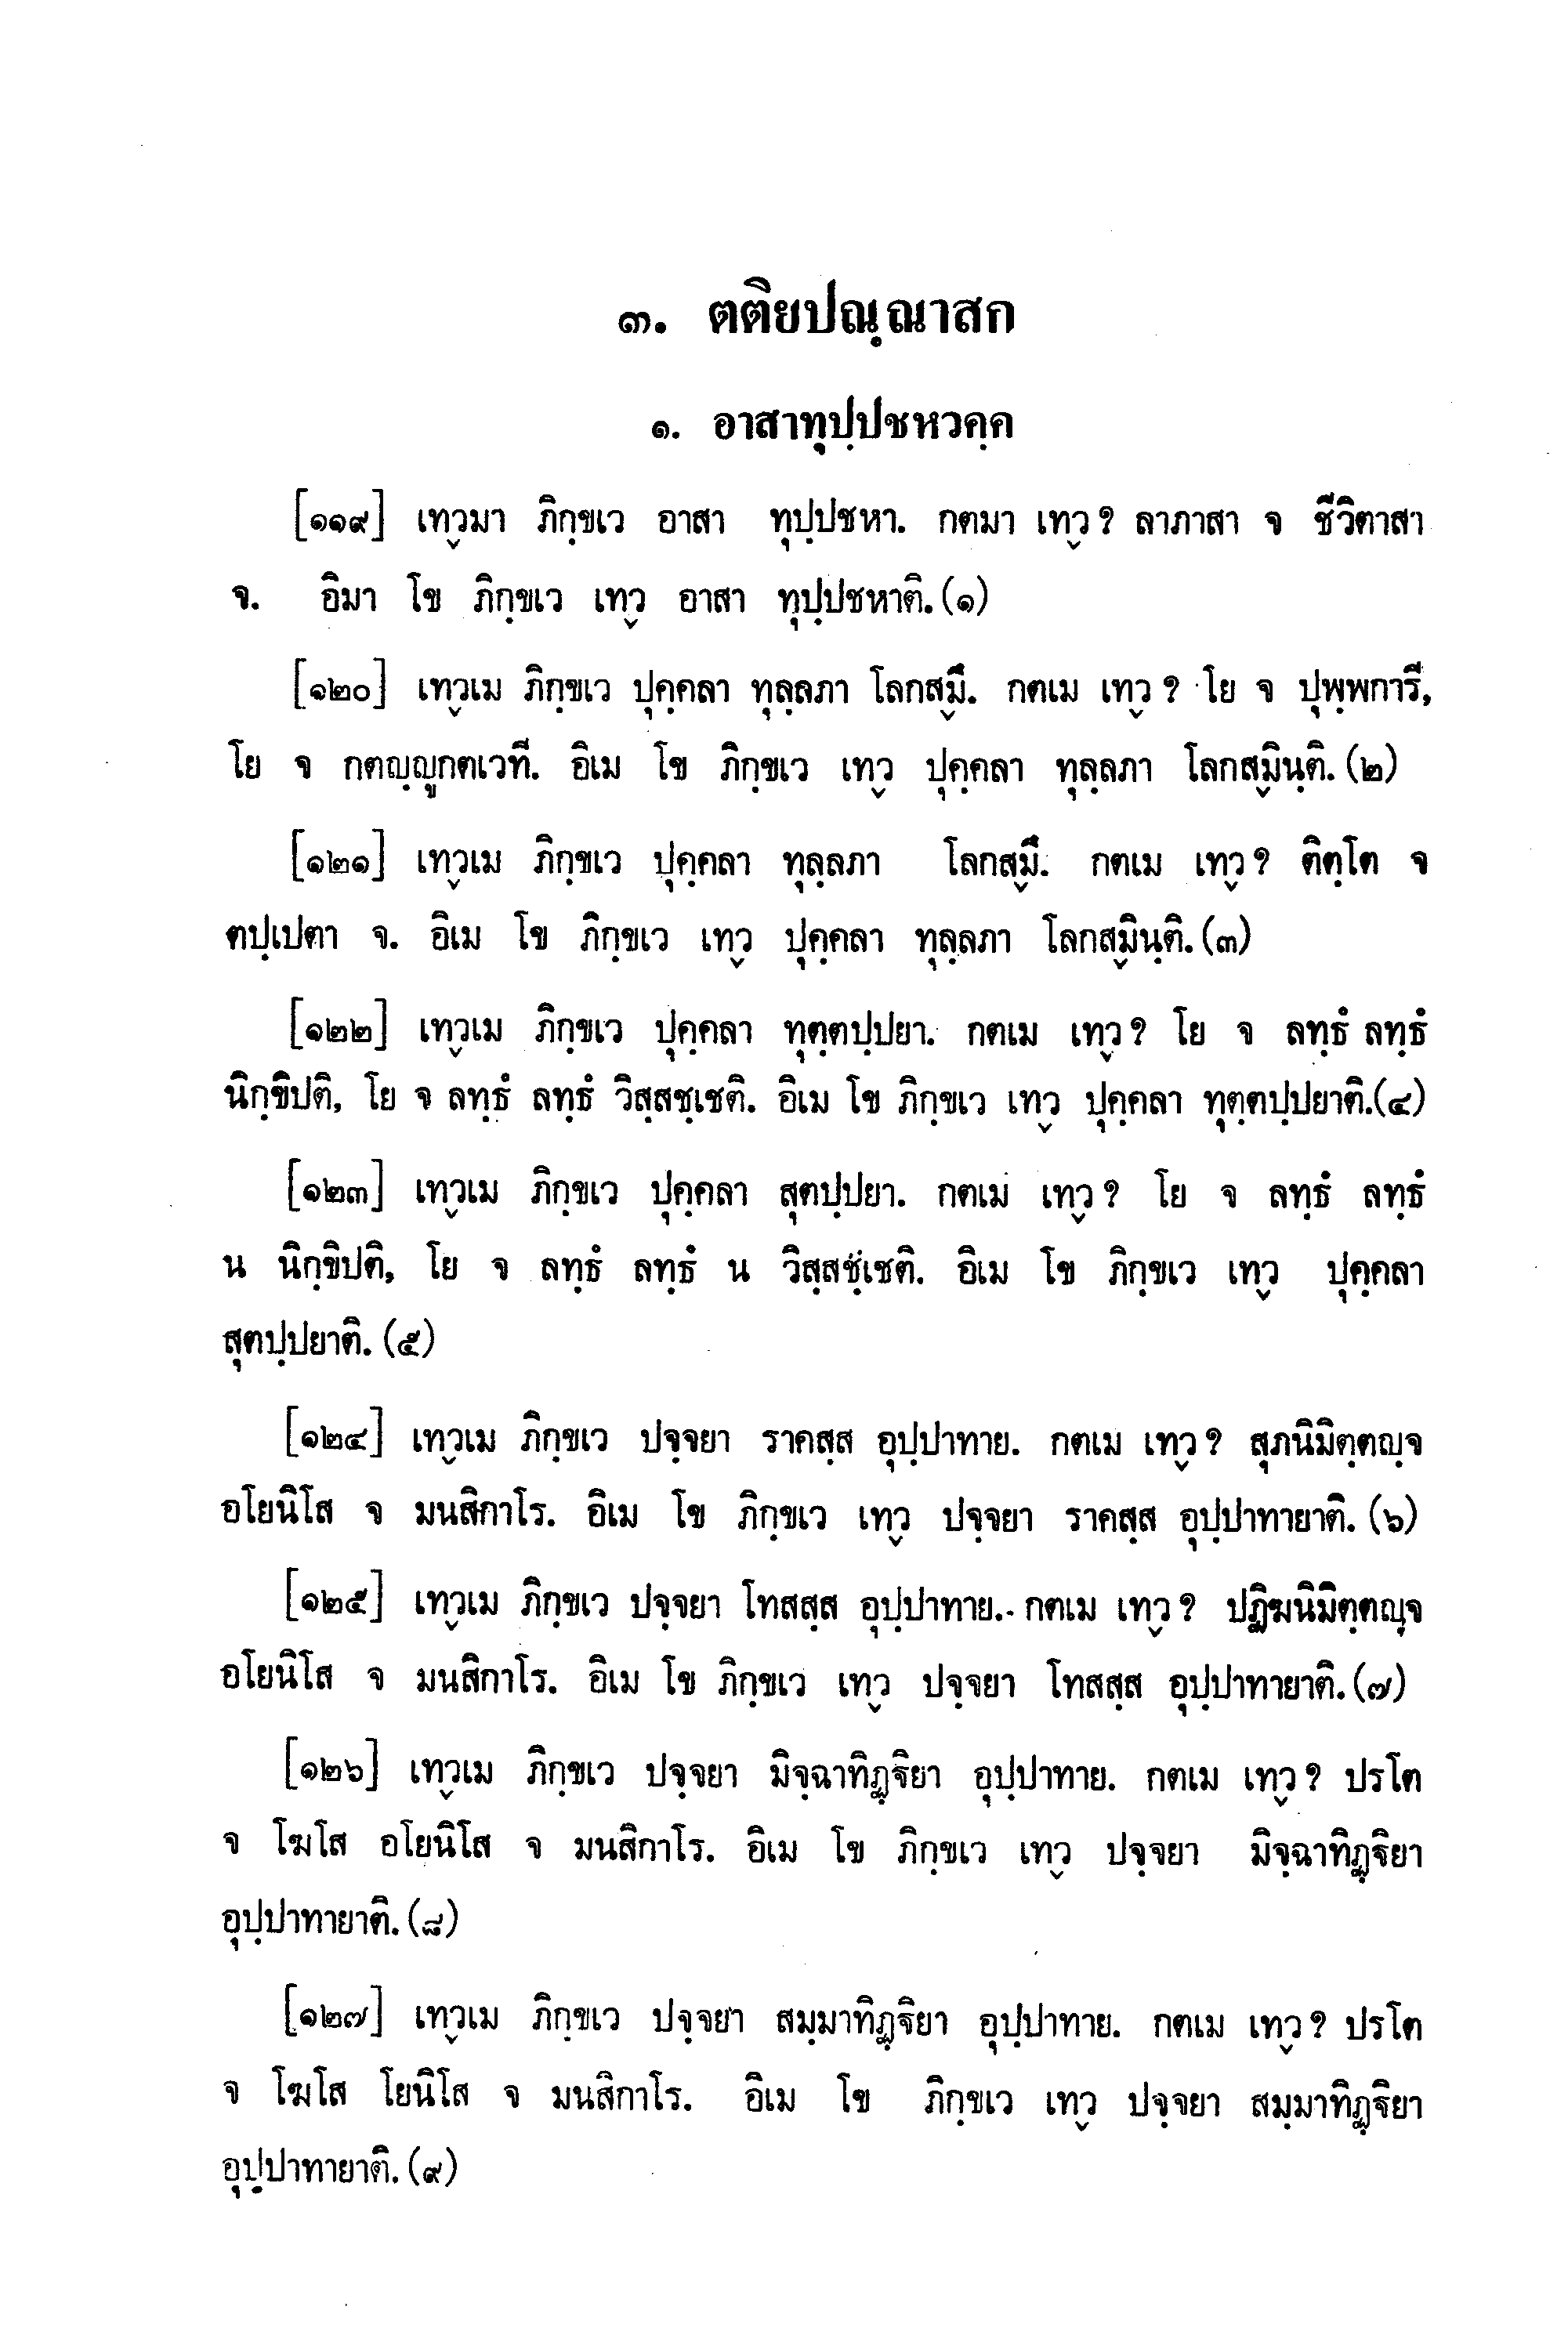 ๓. ตติยปณฺณาสก
๑. อาสาทุปฺปชหวคฺค
[๑๑๙] เทฺวมา ภิกฺขเว อาสา ทุปฺปชหา. กตมา เทฺว? ลาภาสา จ ชีวิตาสา
จ. อิมา โข ภิกฺขเว เทฺว อาสา ทุปฺปชหาติ.(๑)
[๑๒๐] เทฺวเม ภิกฺขเว ปุคฺคลา ทุลฺลภา โลกสฺมึ. กตเม เทฺว? โย จ ปุพฺพการี,
โย จ กตญฺญูกตเวที. อิเม โข ภิกฺขเว เทฺว ปุคฺคลา ทุลฺลภา โลกสฺมินฺติ.(๒)
[๑๒๑] เทฺวเม ภิกฺขเว ปุคฺคลา ทุลฺลภา โลกสฺมึ. กตเม เทฺว? ติตฺโต จ
ตปฺเปตา จ. อิเม โข ภิกฺขเว เทฺว ปุคฺคลา ทุลฺลภา โลกสฺมินฺติ.(๓)
[๑๒๒] เทฺวเม ภิกฺขเว ปุคฺคลา ทุตฺตปฺปยา. กตเม เทฺว? โย จ ลทฺธํ ลทฺธํ
นิกฺขิปติ, โย จ ลทฺธํ ลทฺธํ วิสฺสชฺเชติ. อิเม โข ภิกฺขเว เทฺว ปุคฺคลา ทุตฺตปฺปยาติ.(๔)
[๑๒๓] เทฺวเม ภิกฺขเว ปุคฺคลา สุตปฺปยา. กตเม เทฺว? โย จ ลทฺธํ ลทฺธํ
น นิกฺขิปติ, โย จ ลทฺธํ ลทฺธํ น วิสฺสชฺเชติ. อิเม โข ภิกฺขเว เทฺว ปุคฺคลา
สุตปฺปยาติ.(๕)
[๑๒๔] เทฺวเม ภิกฺขเว ปจฺจยา ราคสฺส อุปฺปาทาย. กตเม เทฺว? สุภนิมิตฺตญฺจ
อโยนิโส จ มนสิกาโร. อิเม โข ภิกฺขเว เทฺว ปจฺจยา ราคสฺส อุปฺปาทายาติ.(๖)
[๑๒๕] เทฺวเม ภิกฺขเว ปจฺจยา โทสสฺส อุปฺปาทาย. กตเม เทฺว? ปฏิฆนิมิตฺตญฺจ
อโยนิโส จ มนสิกาโร. อิเม โข ภิกฺขเว เทฺว ปจฺจยา โทสสฺส อุปฺปาทายาติ.(๗)
[๑๒๖] เทฺวเม ภิกฺขเว ปจฺจยา มิจฺฉาทิฏฺฐิยา อุปฺปาทาย. กตเม เทฺว? ปรโต
จ โฆโส อโยนิโส จ มนสิกาโร. อิเม โข ภิกฺขเว เทฺว ปจฺจยา มิจฺฉาทิฏฺฐิยา
อุปฺปาทายาติ.(๘)
[๑๒๗] เทฺวเม ภิกฺขเว ปจฺจยา สมฺมาทิฏฺฐิยา อุปฺปาทาย. กตเม เทฺว? ปรโต
จ โฆโส โยนิโส จ มนสิกาโร. อิเม โข ภิกฺขเว เทฺว ปจฺจยา สมฺมาทิฏฺฐิยา
อุปฺปาทายาติ.(๙)